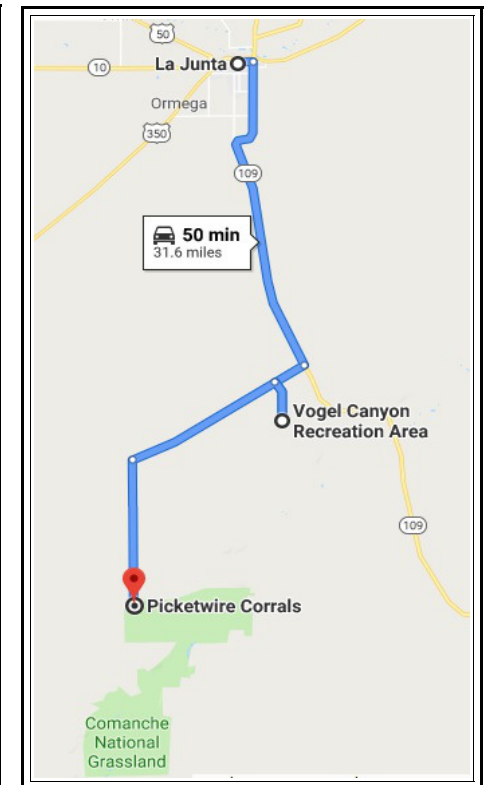 50
La Junta
10
Ormega
350
109
50 min
31.6 miles
Vogel Canyon
Recreation Area
109
Picketwire Corrals
Comanche
National
Grassland